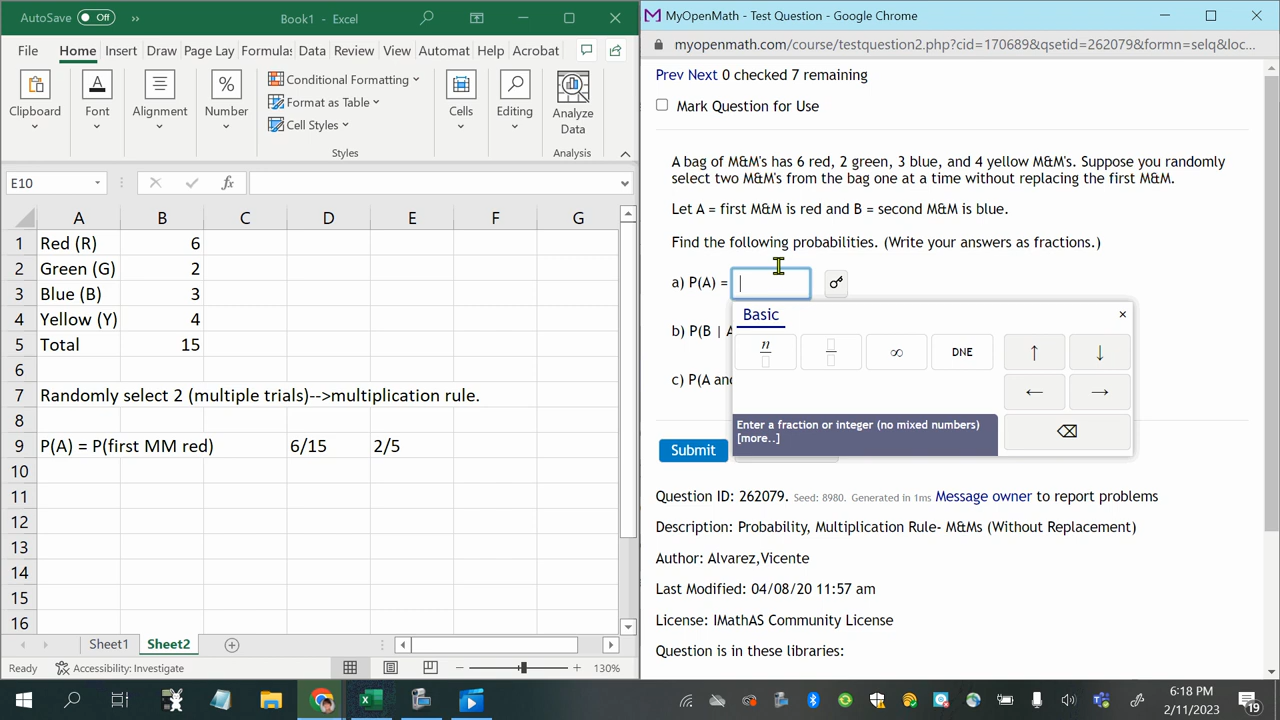 AutoSave Off
Book1 - Excel
File Home Insert Draw Page Lay Formulas Data Review View Automat Help Acrobat
Clipboard
Font
Alignment
%
Number
Conditional Formatting
Format as Table
Cell Styles
Styles
Cells
Editing
Analyze
Data
Analysis
E10
fx
A B C D E F G
1 Red (R) 6
2 Green (G) 2
3 Blue (B) 3
4 Yellow (Y) 4
5 Total 15
6
7 Randomly select 2 (multiple trials)-->multiplication rule.
8
9 P(A) = P(first MM red) 6/15 2/5
10
11
12
13
14
15
16
Sheet1 Sheet2
Ready Accessibility: Investigate 130%
MyOpenMath - Test Question - Google Chrome
myopenmath.com/course/testquestion2.php?cid=170689&qsetid=262079&formn=selq&loc...
Prev Next 0 checked 7 remaining
Mark Question for Use
A bag of M&M's has 6 red, 2 green, 3 blue, and 4 yellow M&M's. Suppose you randomly
select two M&M's from the bag one at a time without replacing the first M&M.
Let A = first M&M is red and B = second M&M is blue.
Find the following probabilities. (Write your answers as fractions.)
a) P(A) =
Basic
b) P(B | A
n
∞
DNE
↑ ↓
c) P(A and
← →
Enter a fraction or integer (no mixed numbers)
[more..]
Submit
Question ID: 262079. Seed: 8980. Generated in 1ms Message owner to report problems
Description: Probability, Multiplication Rule- M&Ms (Without Replacement)
Author: Alvarez,Vicente
Last Modified: 04/08/20 11:57 am
License: IMathAS Community License
Question is in these libraries:
6:18 PM
2/11/2023
19